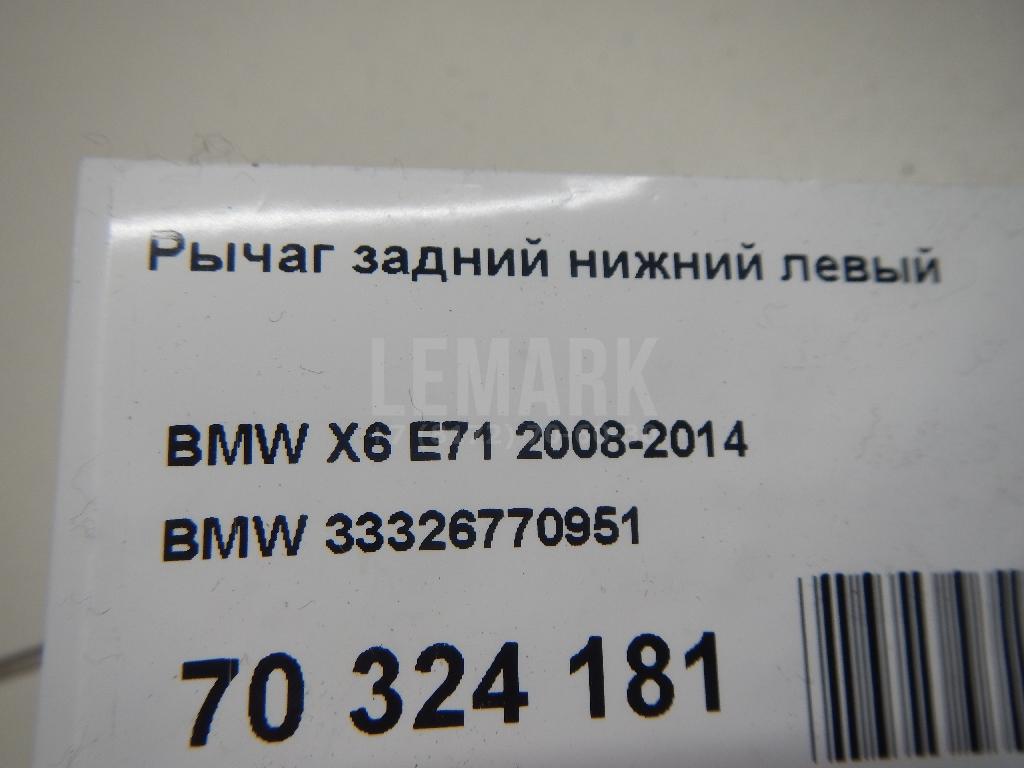 Рычаг задний нижний левый
LEMARK
BMW X6 E71 2008-2014
BMW 33326770951
70 324 181